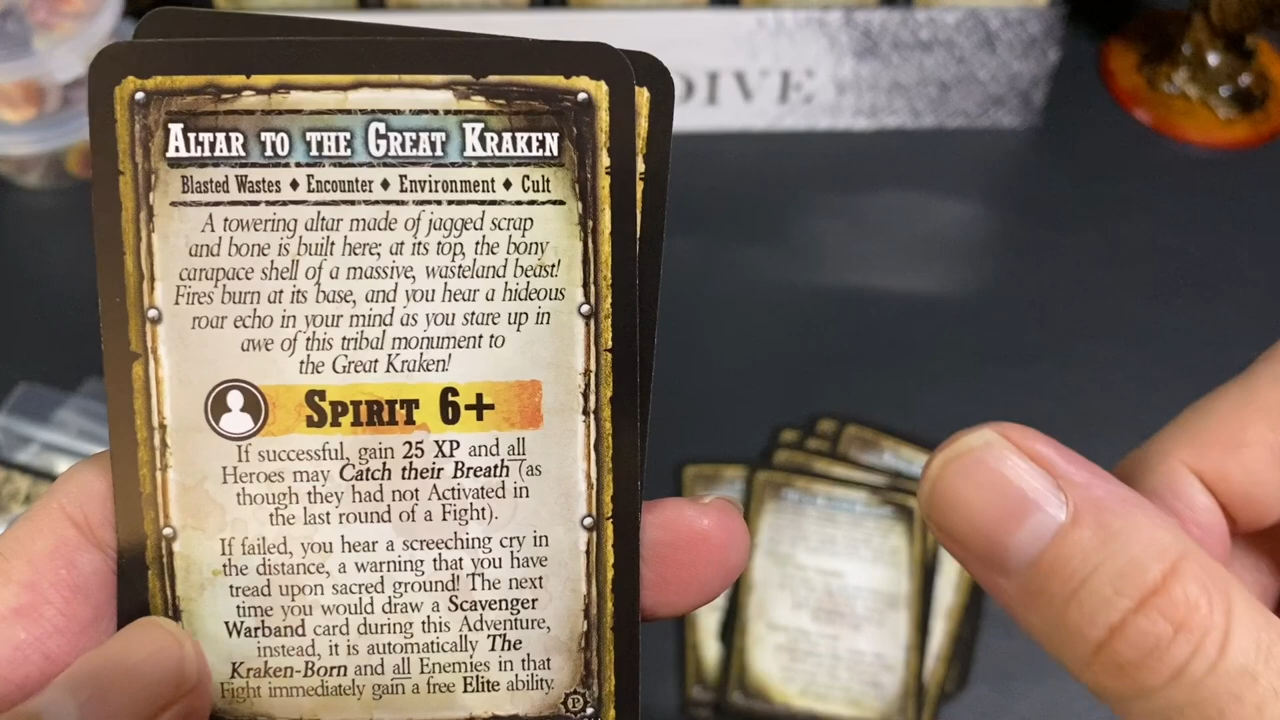 DIVE
Altar to the Great Kraken
Blasted Wastes ♦ Encounter ♦ Environment ♦ Cult
A towering altar made of jagged scrap
and bone is built here; at its top, the bony
carapace shell of a massive, wasteland beast!
Fires burn at its base, and you hear a hideous
roar echo in your mind as you stare up in
awe of this tribal monument to
the Great Kraken!
Spirit 6+
If successful, gain 25 XP and all
Heroes may Catch their Breath (as
though they had not Activated in
the last round of a Fight).
If failed, you hear a screeching cry in
the distance, a warning that you have
tread upon sacred ground! The next
time you would draw a Scavenger
Warband card during this Adventure,
instead, it is automatically The
Kraken-Born and all Enemies in that
Fight immediately gain a free Elite ability.
P